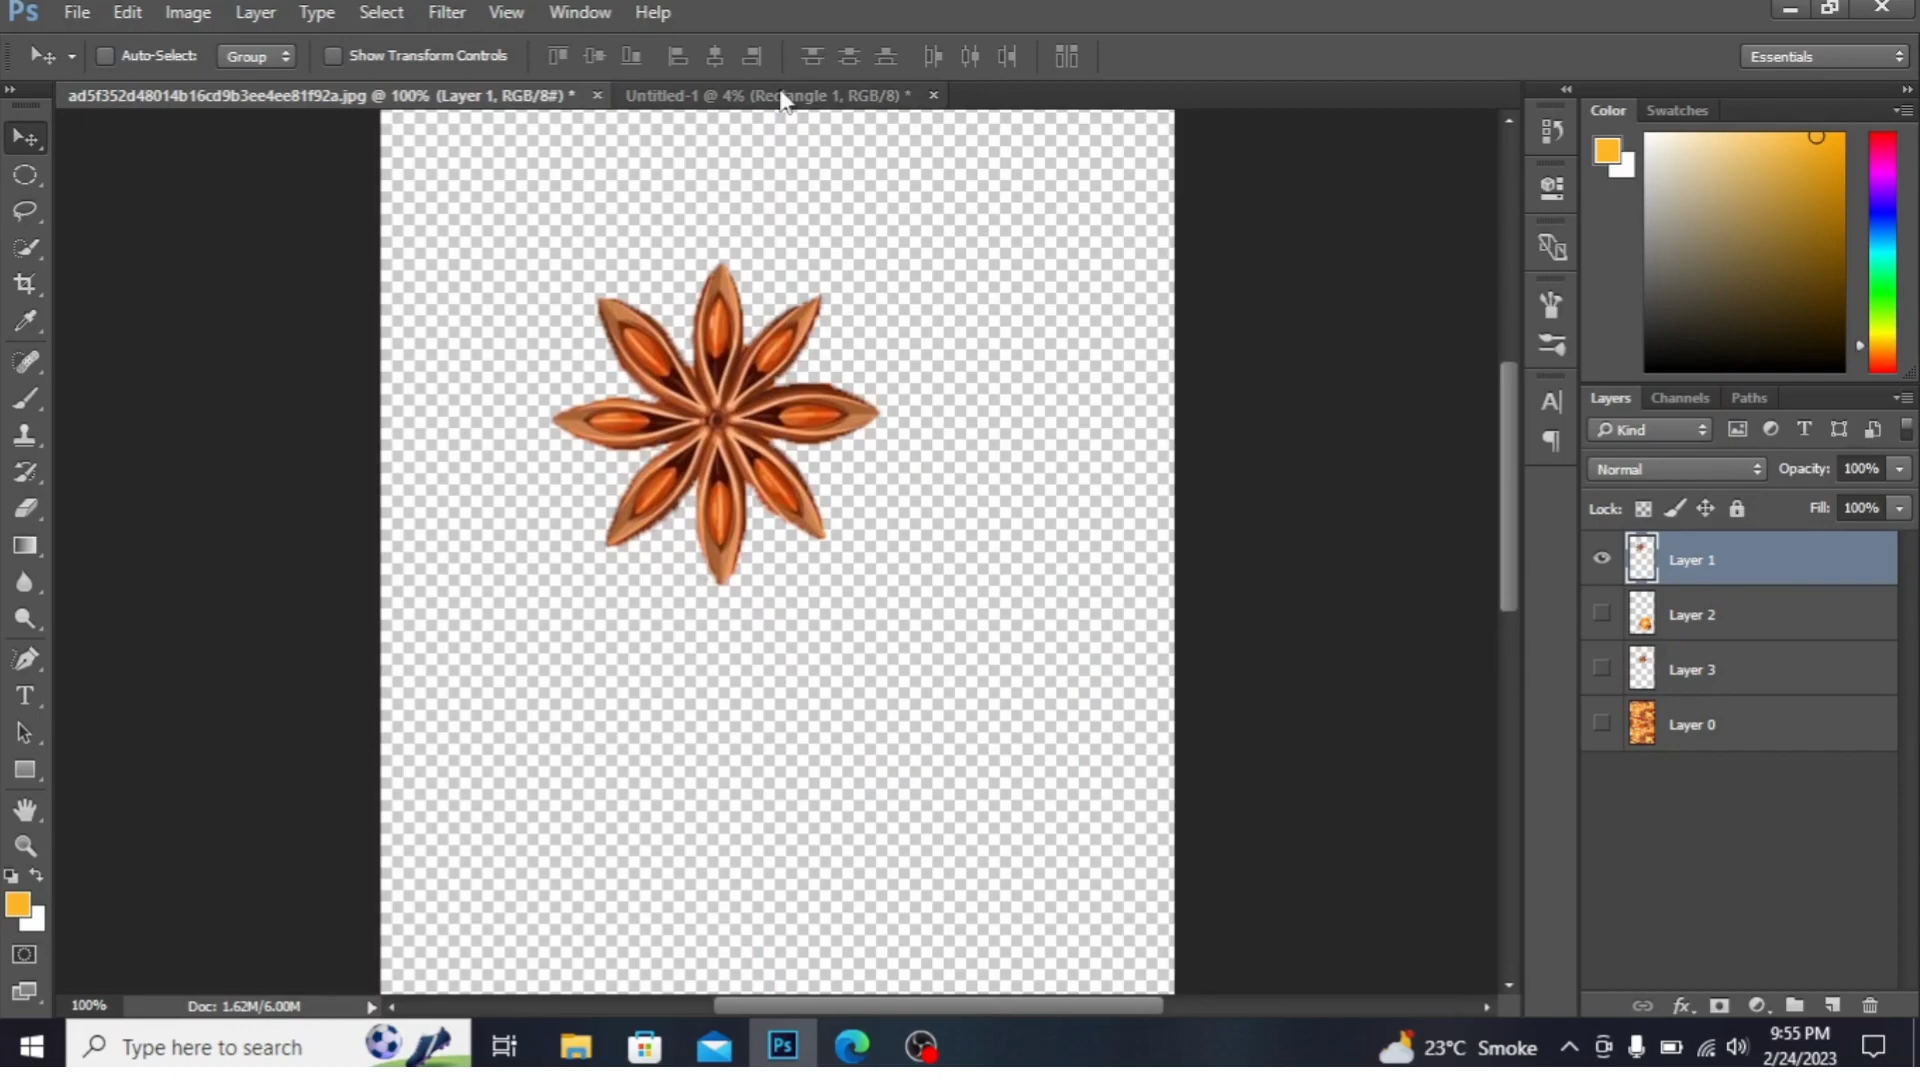 Ps File Edit Image Layer Type Select Filter View Window Help
Auto-Select: Group Show Transform Controls Essentials
ad5f352d48014b16cd9b3ee4ee81f92a.jpg @ 100% (Layer 1, RGB/8#) * × Untitled-1 @ 4% (Rectangle 1, RGB/8) * ×
Color Swatches
Layers Channels Paths
Kind
Normal Opacity: 100%
Lock: Fill: 100%
Layer 1
Layer 2
Layer 3
Layer 0
100% Doc: 1.62M/6.00M
Type here to search
Ps
23°C Smoke
9:55 PM
2/24/2023